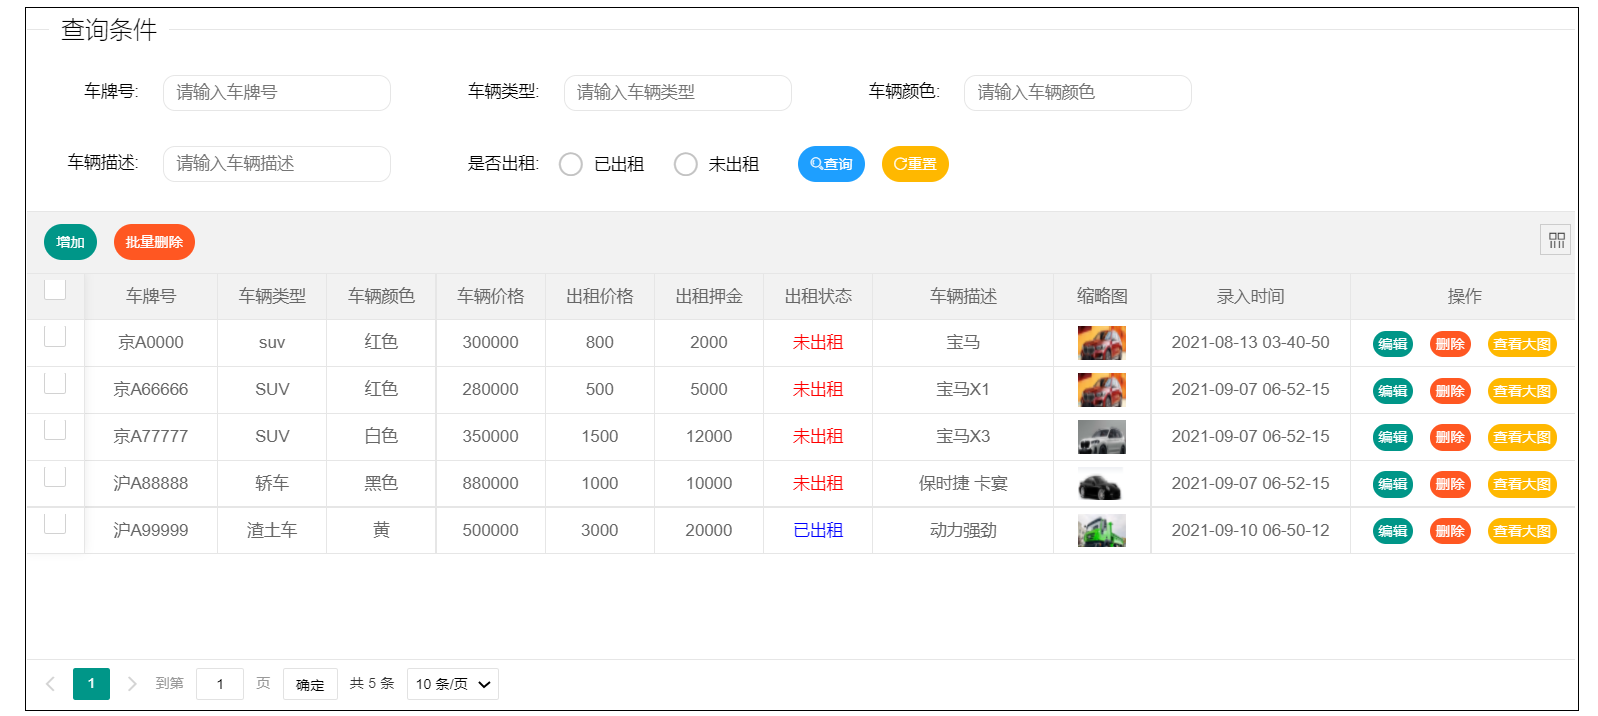 查询条件
车牌号: 请输入车牌号 车辆类型: 请输入车辆类型 车辆颜色: 请输入车辆颜色
车辆描述: 请输入车辆描述 是否出租: 已出租 未出租 查询 重置
增加 批量删除
车牌号 车辆类型 车辆颜色 车辆价格 出租价格 出租押金 出租状态 车辆描述 缩略图 录入时间 操作
京A0000 suv 红色 300000 800 2000 未出租 宝马 2021-08-13 03-40-50 编辑 删除 查看大图
京A66666 SUV 红色 280000 500 5000 未出租 宝马X1 2021-09-07 06-52-15 编辑 删除 查看大图
京A77777 SUV 白色 350000 1500 12000 未出租 宝马X3 2021-09-07 06-52-15 编辑 删除 查看大图
沪A88888 轿车 黑色 880000 1000 10000 未出租 保时捷 卡宴 2021-09-07 06-52-15 编辑 删除 查看大图
沪A99999 渣土车 黄 500000 3000 20000 已出租 动力强劲 2021-09-10 06-50-12 编辑 删除 查看大图
1 到第 1 页 确定 共 5 条 10 条/页